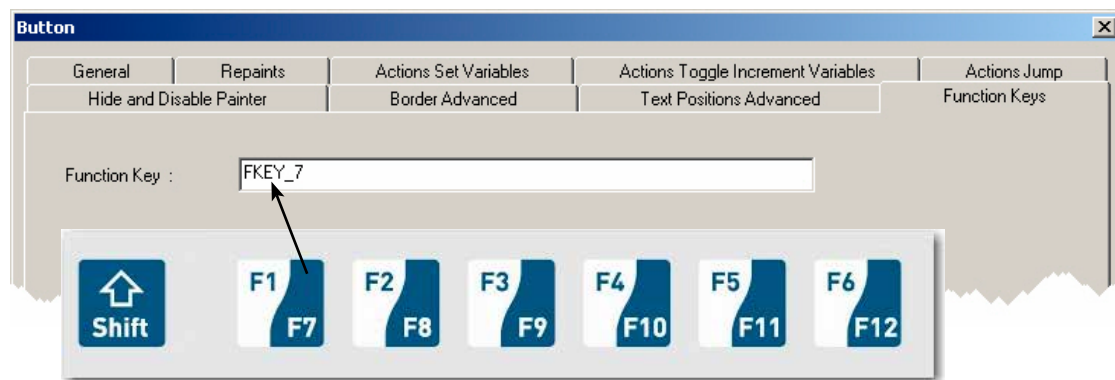 Button
General Repaints Actions Set Variables Actions Toggle Increment Variables Actions Jump
Hide and Disable Painter Border Advanced Text Positions Advanced Function Keys
Function Key : FKEY_7
F1 F2 F3 F4 F5 F6
Shift F7 F8 F9 F10 F11 F12